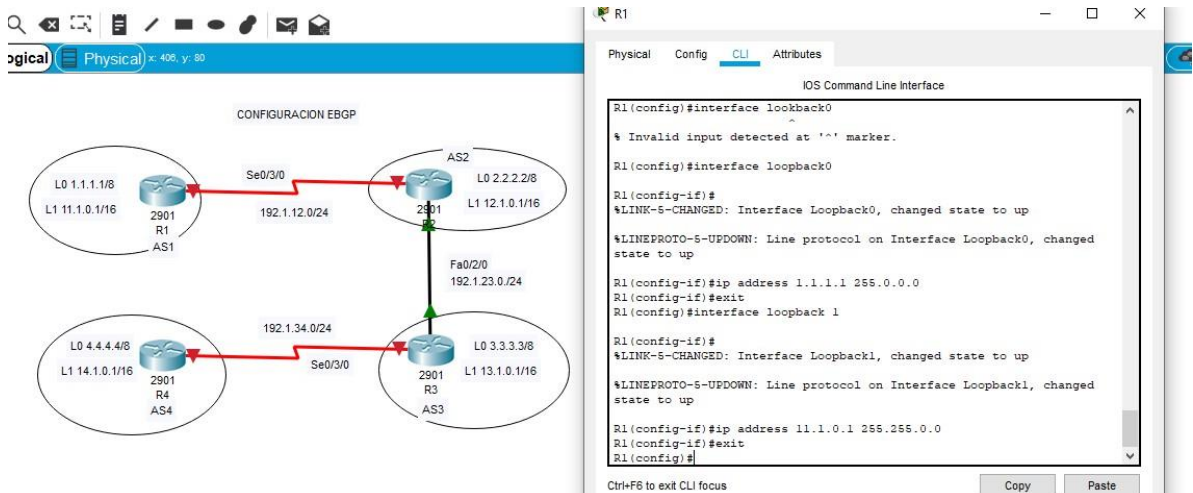 ogical
Physical x: 406, y: 80
CONFIGURACION EBGP
L0 1.1.1.1/8
L1 11.1.0.1/16
2901
R1
AS1
Se0/3/0
192.1.12.0/24
AS2
L0 2.2.2.2/8
L1 12.1.0.1/16
2901
R2
Fa0/2/0
192.1.23.0./24
192.1.34.0/24
Se0/3/0
L0 4.4.4.4/8
L1 14.1.0.1/16
2901
R4
AS4
L0 3.3.3.3/8
L1 13.1.0.1/16
2901
R3
AS3
R1
Physical Config CLI Attributes
IOS Command Line Interface
R1(config)#interface lookback0
^
% Invalid input detected at '^' marker.
R1(config)#interface loopback0
R1(config-if)#
%LINK-5-CHANGED: Interface Loopback0, changed state to up
%LINEPROTO-5-UPDOWN: Line protocol on Interface Loopback0, changed
state to up
R1(config-if)#ip address 1.1.1.1 255.0.0.0
R1(config-if)#exit
R1(config)#interface loopback 1
R1(config-if)#
%LINK-5-CHANGED: Interface Loopback1, changed state to up
%LINEPROTO-5-UPDOWN: Line protocol on Interface Loopback1, changed
state to up
R1(config-if)#ip address 11.1.0.1 255.255.0.0
R1(config-if)#exit
R1(config)#
Ctrl+F6 to exit CLI focus
Copy Paste